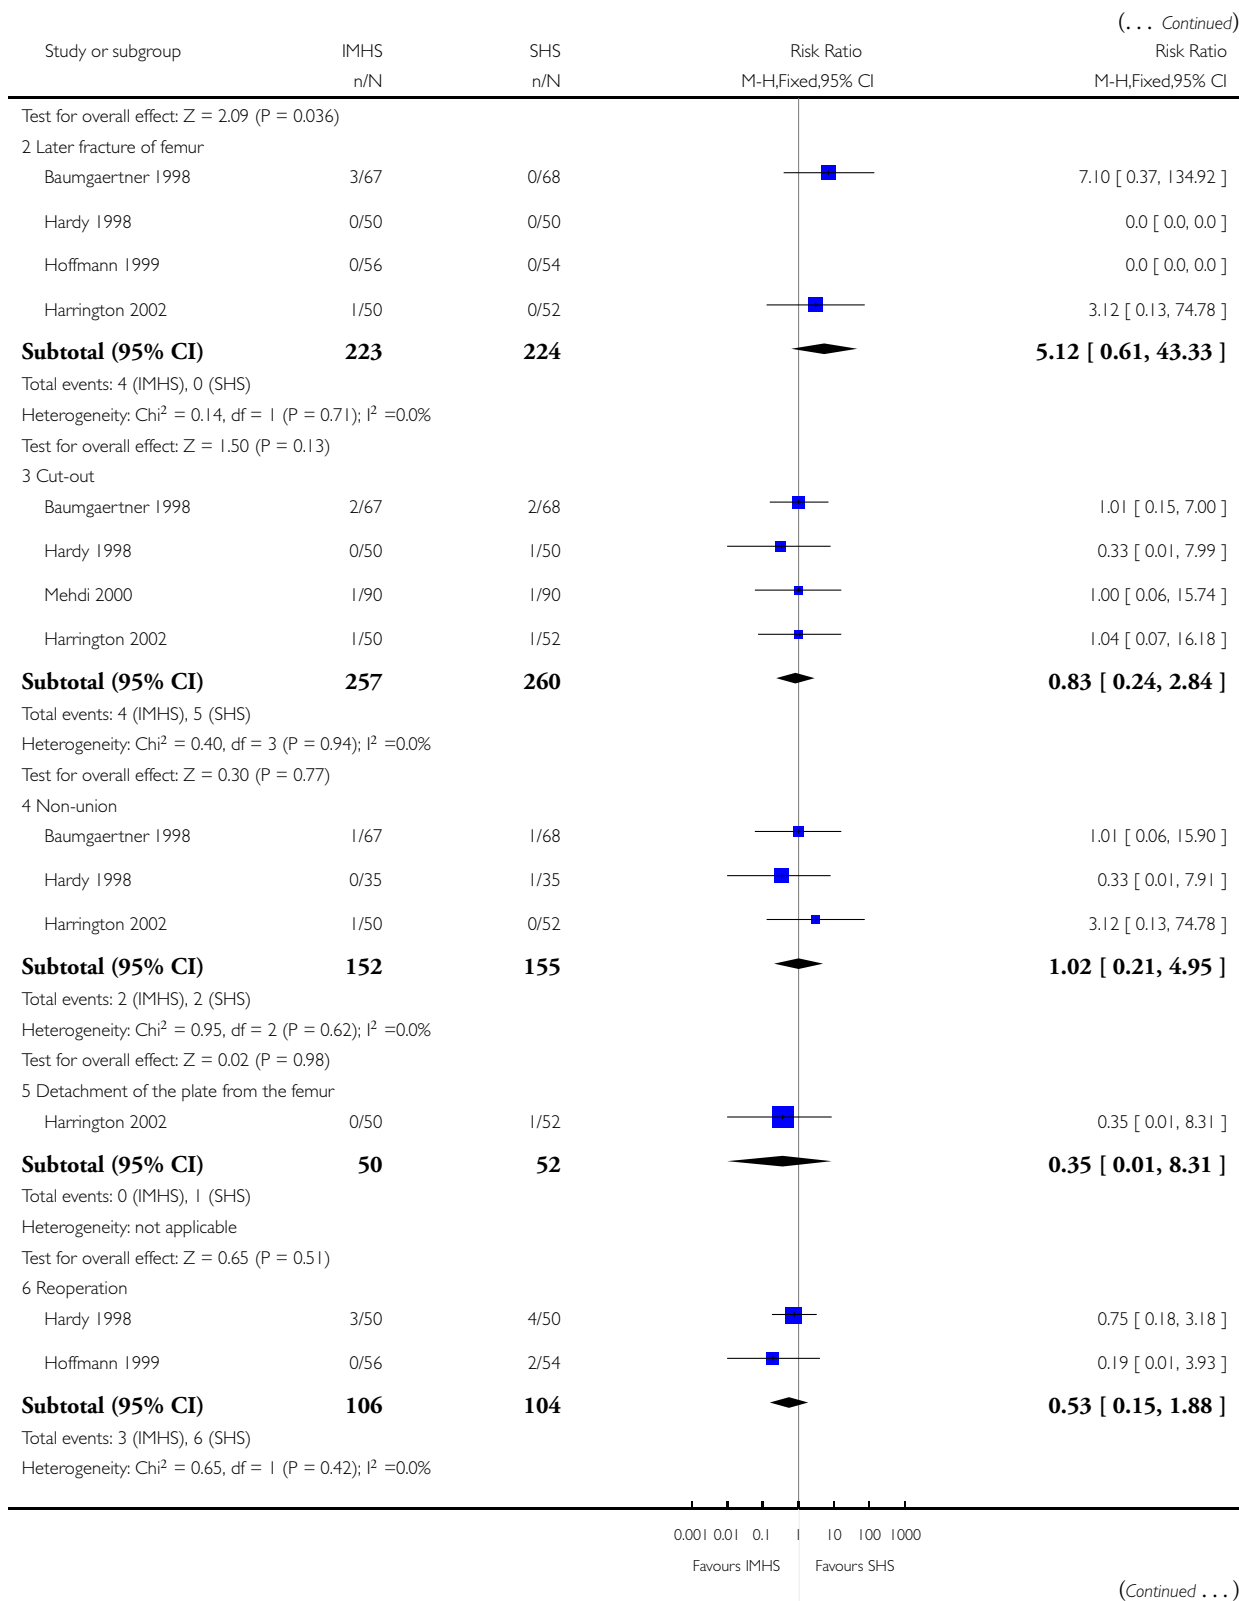 (... Continued)
Study or subgroup IMHS SHS Risk Ratio Risk Ratio
n/N n/N M-H,Fixed,95% CI M-H,Fixed,95% CI
Test for overall effect: Z = 2.09 (P = 0.036)
2 Later fracture of femur
Baumgaertner 1998 3/67 0/68 7.10 [ 0.37, 134.92 ]
Hardy 1998 0/50 0/50 0.0 [ 0.0, 0.0 ]
Hoffmann 1999 0/56 0/54 0.0 [ 0.0, 0.0 ]
Harrington 2002 1/50 0/52 3.12 [ 0.13, 74.78 ]
Subtotal (95% CI) 223 224 5.12 [ 0.61, 43.33 ]
Total events: 4 (IMHS), 0 (SHS)
Heterogeneity: Chi² = 0.14, df = 1 (P = 0.71); I² =0.0%
Test for overall effect: Z = 1.50 (P = 0.13)
3 Cut-out
Baumgaertner 1998 2/67 2/68 1.01 [ 0.15, 7.00 ]
Hardy 1998 0/50 1/50 0.33 [ 0.01, 7.99 ]
Mehdi 2000 1/90 1/90 1.00 [ 0.06, 15.74 ]
Harrington 2002 1/50 1/52 1.04 [ 0.07, 16.18 ]
Subtotal (95% CI) 257 260 0.83 [ 0.24, 2.84 ]
Total events: 4 (IMHS), 5 (SHS)
Heterogeneity: Chi² = 0.40, df = 3 (P = 0.94); I² =0.0%
Test for overall effect: Z = 0.30 (P = 0.77)
4 Non-union
Baumgaertner 1998 1/67 1/68 1.01 [ 0.06, 15.90 ]
Hardy 1998 0/35 1/35 0.33 [ 0.01, 7.91 ]
Harrington 2002 1/50 0/52 3.12 [ 0.13, 74.78 ]
Subtotal (95% CI) 152 155 1.02 [ 0.21, 4.95 ]
Total events: 2 (IMHS), 2 (SHS)
Heterogeneity: Chi² = 0.95, df = 2 (P = 0.62); I² =0.0%
Test for overall effect: Z = 0.02 (P = 0.98)
5 Detachment of the plate from the femur
Harrington 2002 0/50 1/52 0.35 [ 0.01, 8.31 ]
Subtotal (95% CI) 50 52 0.35 [ 0.01, 8.31 ]
Total events: 0 (IMHS), 1 (SHS)
Heterogeneity: not applicable
Test for overall effect: Z = 0.65 (P = 0.51)
6 Reoperation
Hardy 1998 3/50 4/50 0.75 [ 0.18, 3.18 ]
Hoffmann 1999 0/56 2/54 0.19 [ 0.01, 3.93 ]
Subtotal (95% CI) 106 104 0.53 [ 0.15, 1.88 ]
Total events: 3 (IMHS), 6 (SHS)
Heterogeneity: Chi² = 0.65, df = 1 (P = 0.42); I² =0.0%
0.001 0.01 0.1 1 10 100 1000
Favours IMHS Favours SHS
(Continued ...)